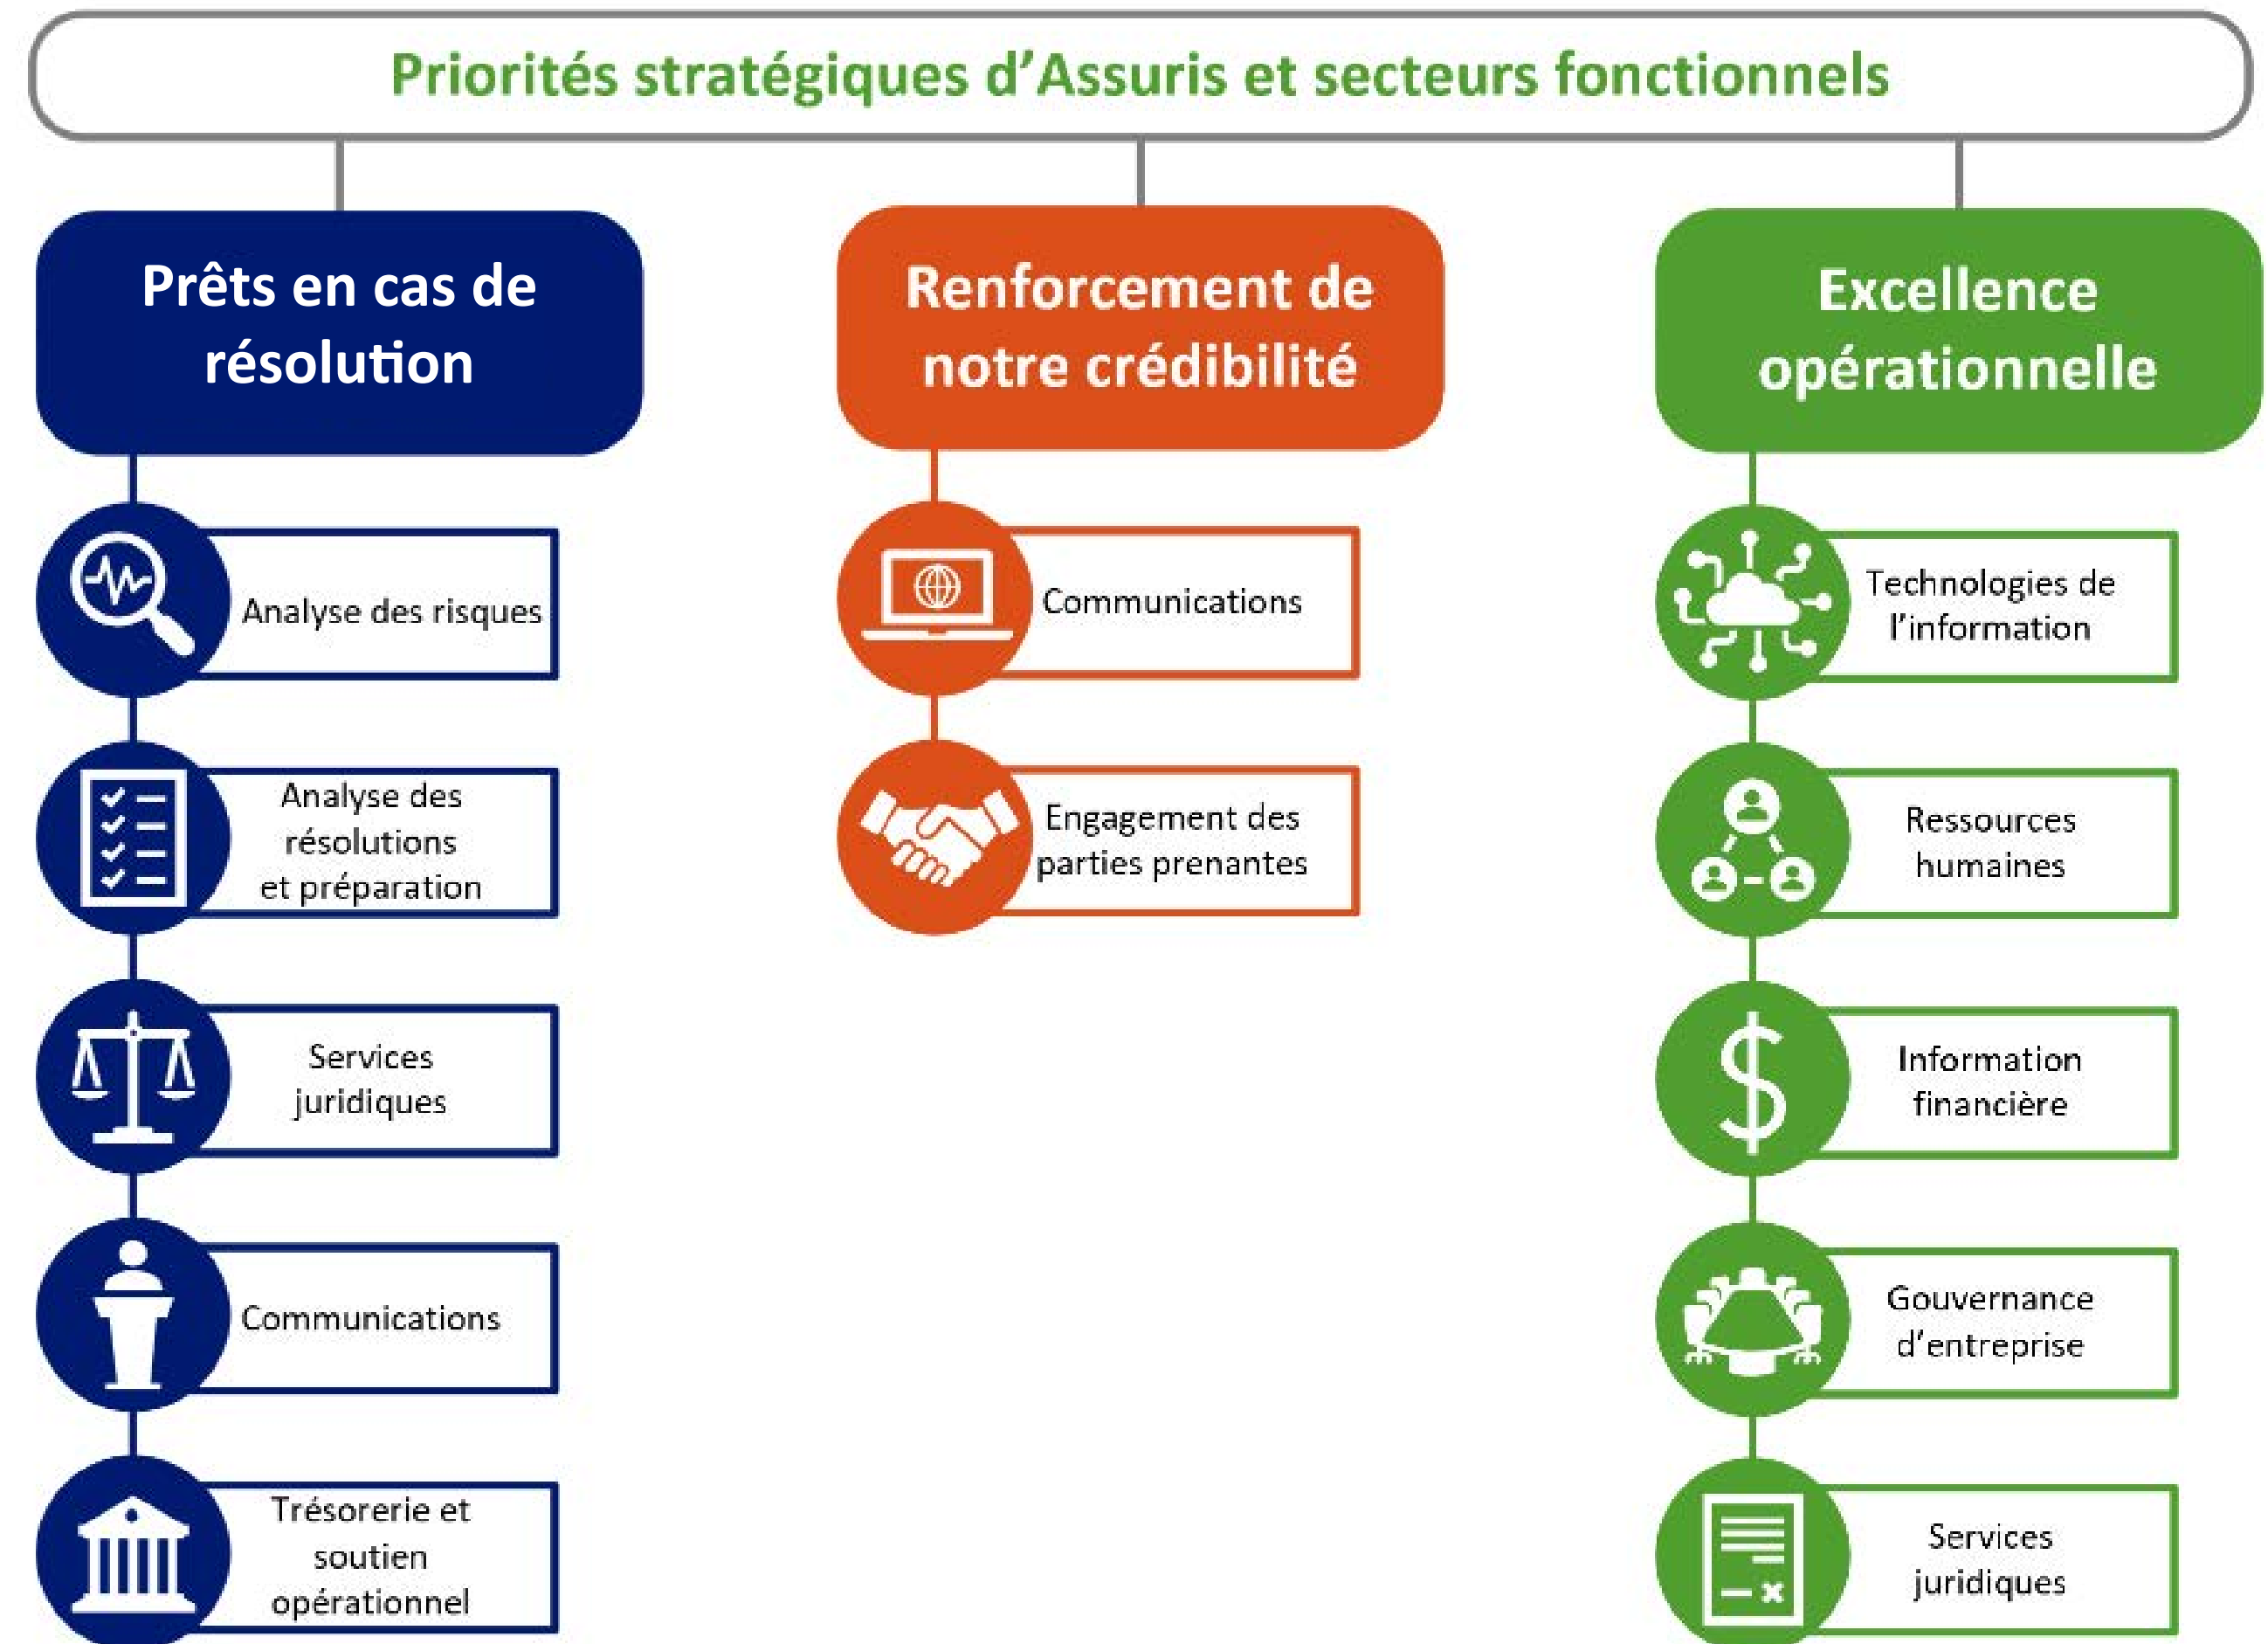 Priorités stratégiques d’Assuris et secteurs fonctionnels
Prêts en cas de
résolution
Analyse des risques
Analyse des
résolutions
et préparation
Services
juridiques
Communications
Trésorerie et
soutien
opérationnel
Renforcement de
notre crédibilité
Communications
Engagement des
parties prenantes
Excellence
opérationnelle
Technologies de
l’information
Ressources
humaines
Information
financière
Gouvernance
d’entreprise
Services
juridiques